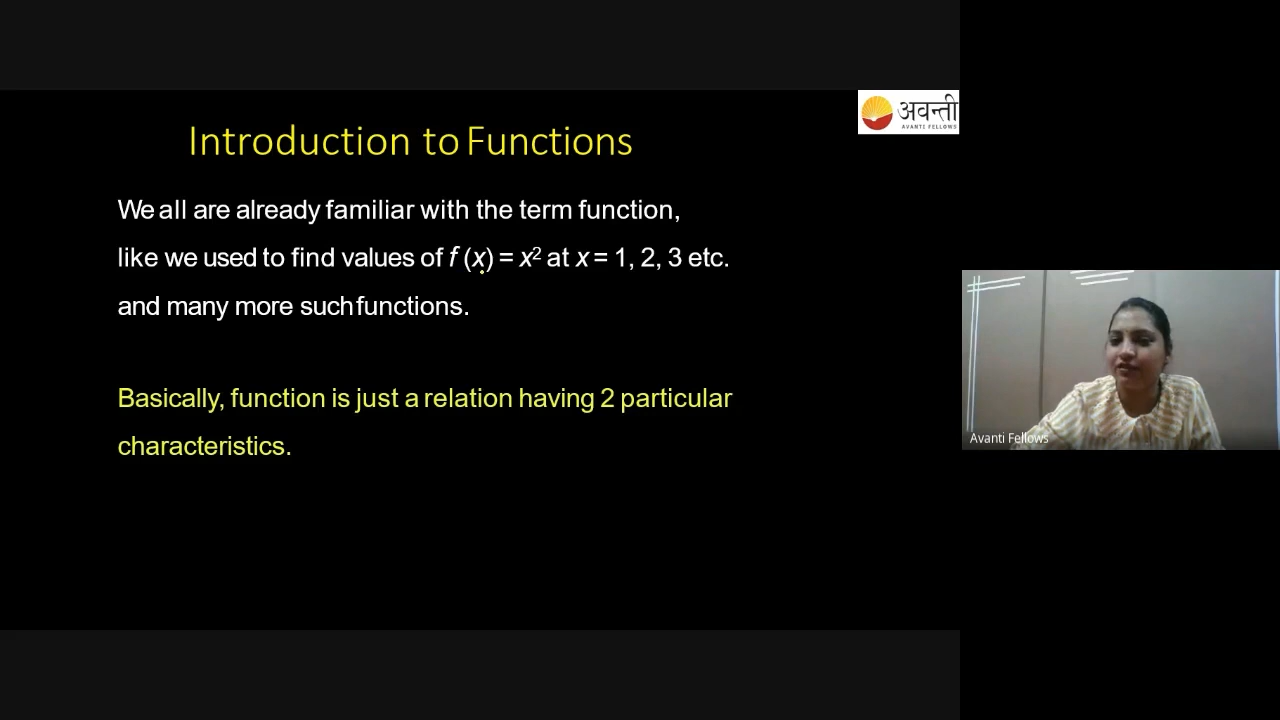 अवन्ती
AVANTI FELLOWS
Introduction to Functions
We all are already familiar with the term function,
like we used to find values of f (x) = x² at x = 1, 2, 3 etc.
and many more such functions.
Basically, function is just a relation having 2 particular
characteristics.
Avanti Fellows